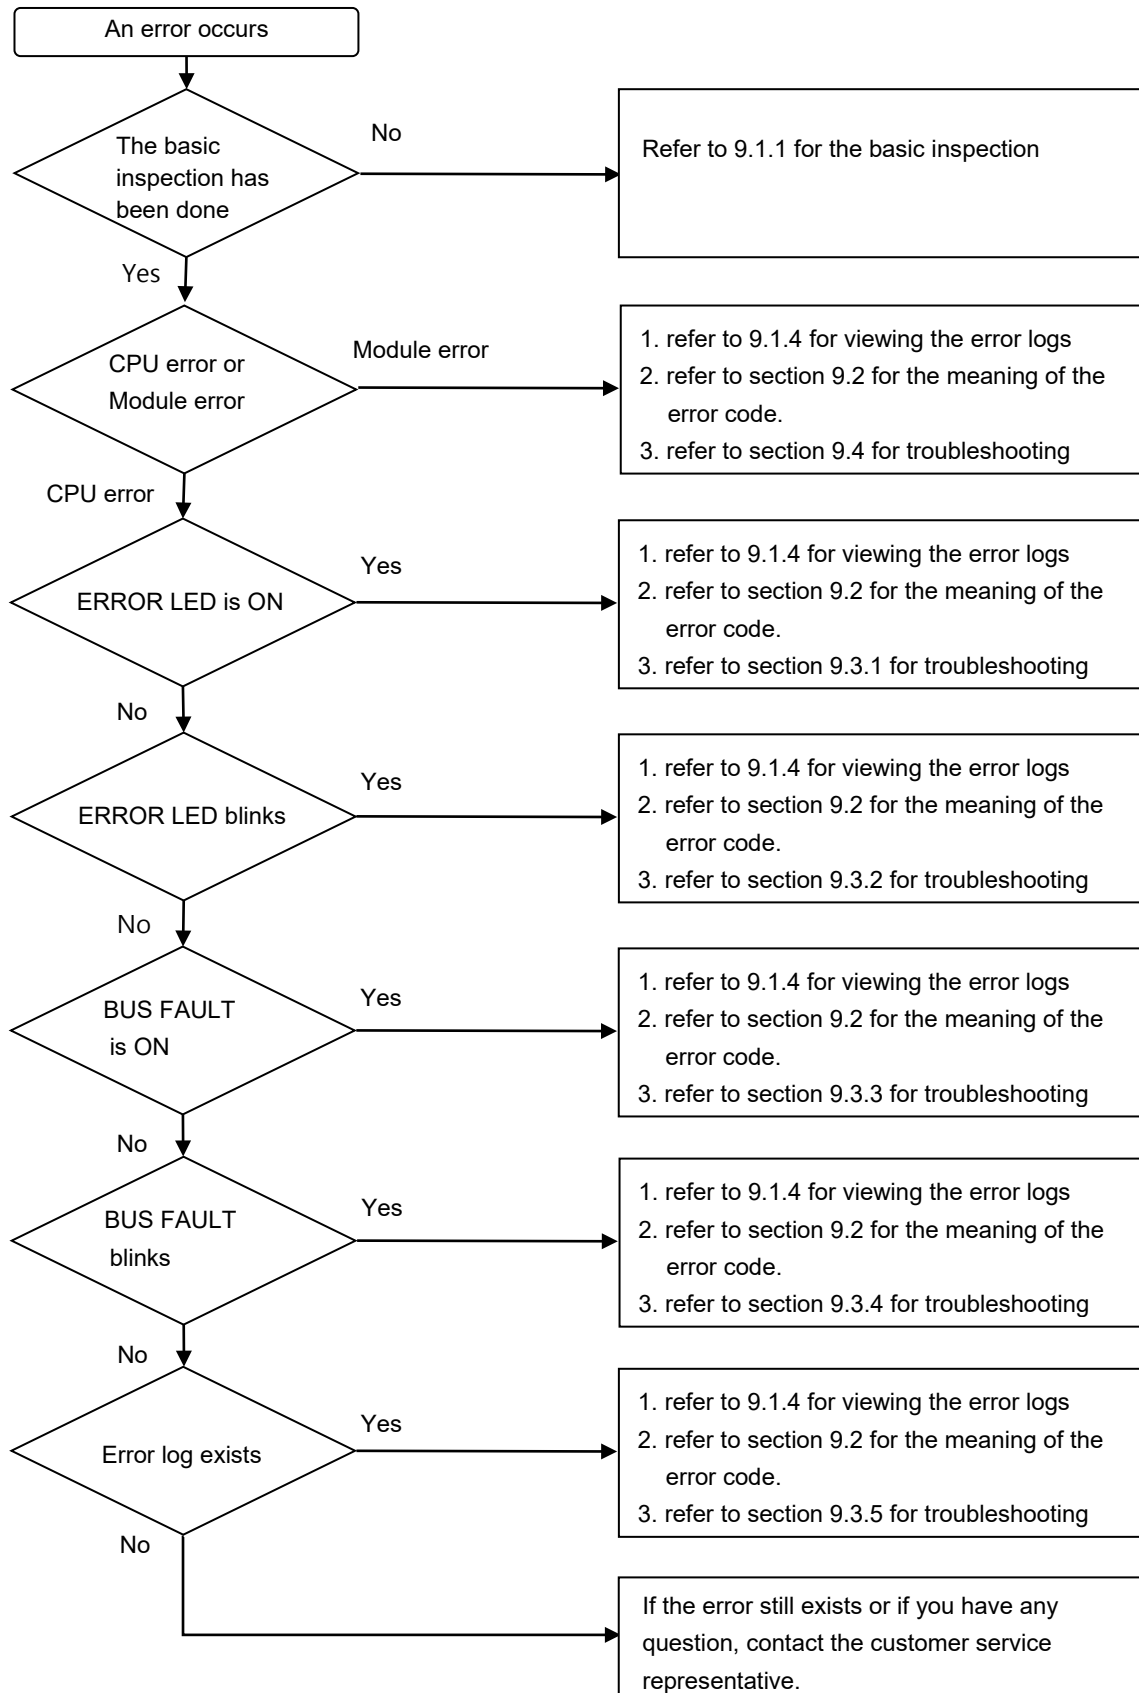 An error occurs
The basic
inspection has
been done
No
Refer to 9.1.1 for the basic inspection
Yes
CPU error or
Module error
Module error
1. refer to 9.1.4 for viewing the error logs
2. refer to section 9.2 for the meaning of the
error code.
3. refer to section 9.4 for troubleshooting
CPU error
ERROR LED is ON
Yes
1. refer to 9.1.4 for viewing the error logs
2. refer to section 9.2 for the meaning of the
error code.
3. refer to section 9.3.1 for troubleshooting
No
ERROR LED blinks
Yes
1. refer to 9.1.4 for viewing the error logs
2. refer to section 9.2 for the meaning of the
error code.
3. refer to section 9.3.2 for troubleshooting
No
BUS FAULT
is ON
Yes
1. refer to 9.1.4 for viewing the error logs
2. refer to section 9.2 for the meaning of the
error code.
3. refer to section 9.3.3 for troubleshooting
No
BUS FAULT
blinks
Yes
1. refer to 9.1.4 for viewing the error logs
2. refer to section 9.2 for the meaning of the
error code.
3. refer to section 9.3.4 for troubleshooting
No
Error log exists
Yes
1. refer to 9.1.4 for viewing the error logs
2. refer to section 9.2 for the meaning of the
error code.
3. refer to section 9.3.5 for troubleshooting
No
If the error still exists or if you have any
question, contact the customer service
representative.